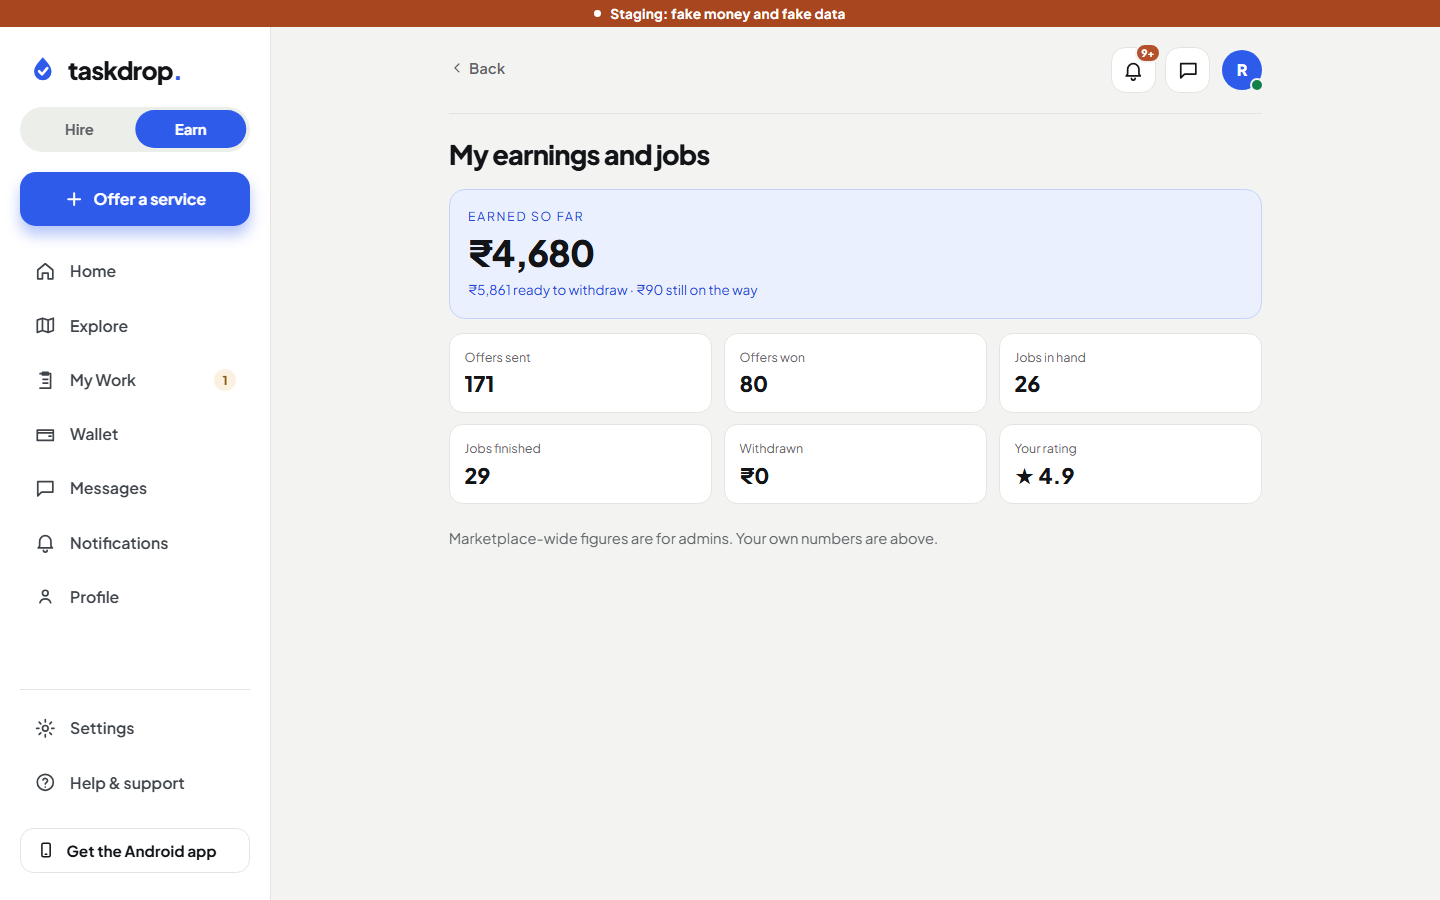 Staging: fake money and fake data
taskdrop.
Hire
Earn
Offer a service
Home
Explore
My Work
1
Wallet
Messages
Notifications
Profile
Settings
Help & support
Get the Android app
Back
9+
R
My earnings and jobs
EARNED SO FAR
₹4,680
₹5,861 ready to withdraw · ₹90 still on the way
Offers sent
171
Offers won
80
Jobs in hand
26
Jobs finished
29
Withdrawn
₹0
Your rating
★ 4.9
Marketplace-wide figures are for admins. Your own numbers are above.